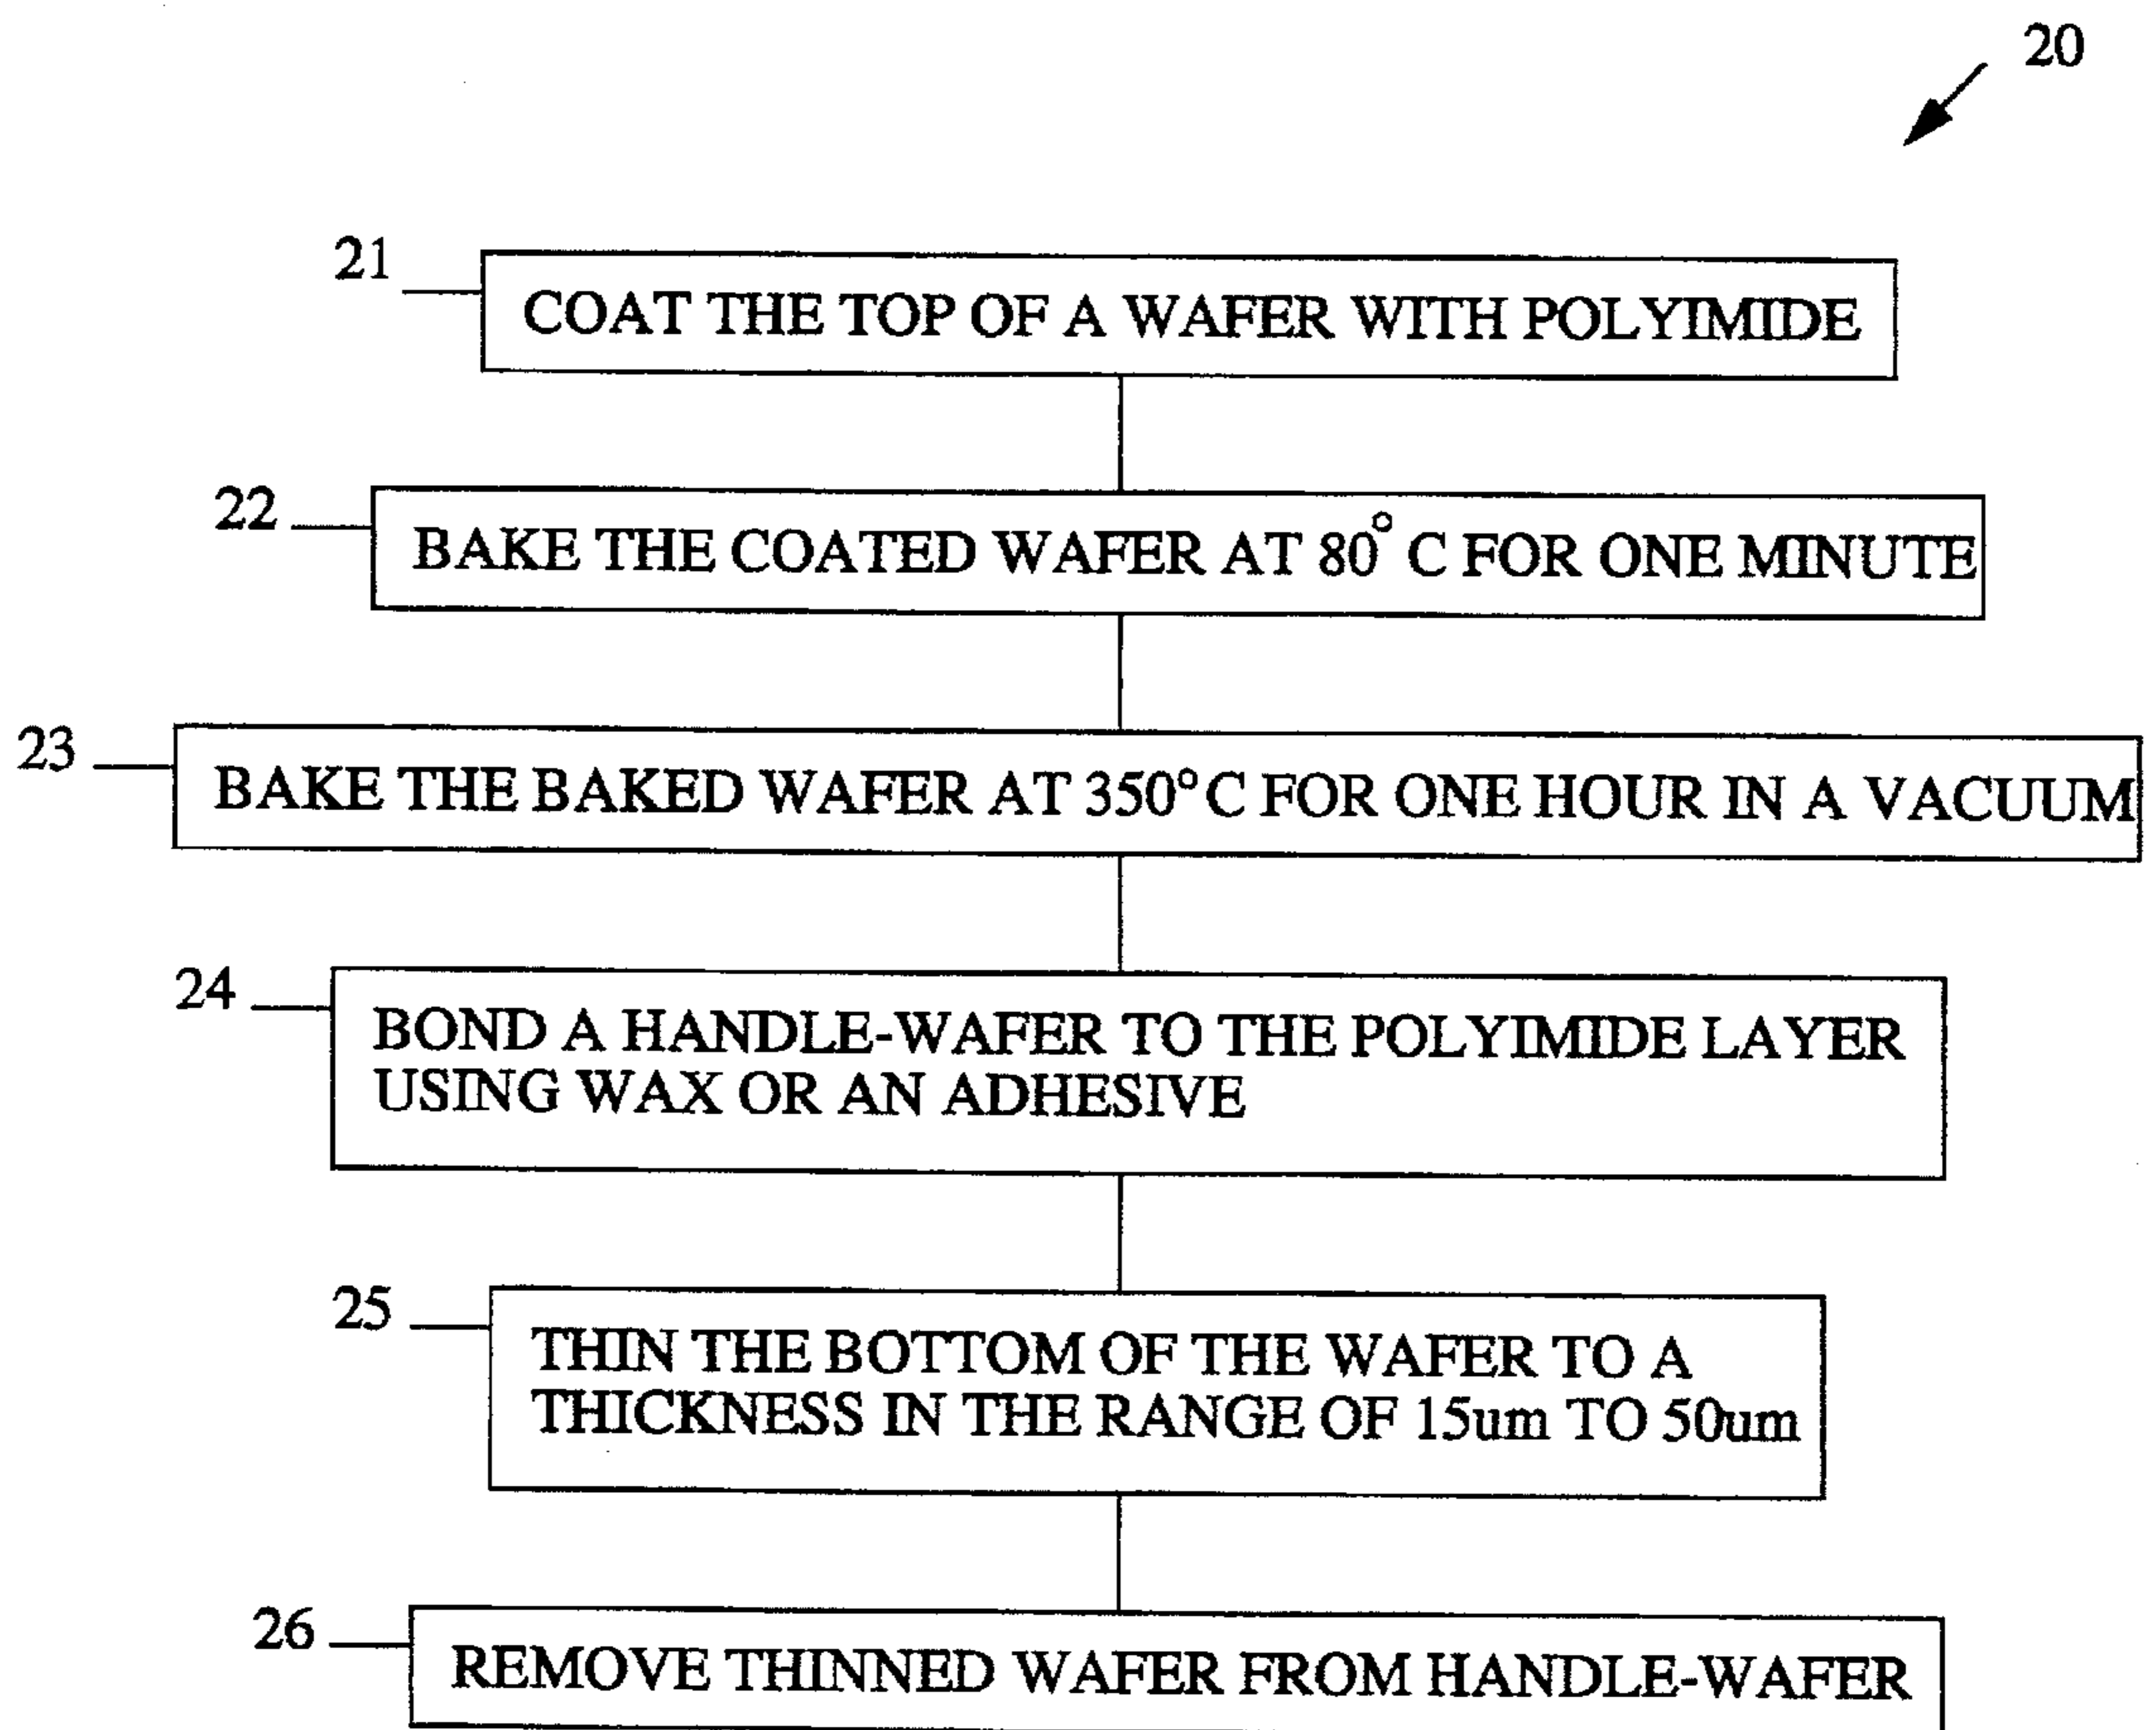 20
21
COAT THE TOP OF A WAFER WITH POLYIMIDE
22
BAKE THE COATED WAFER AT 80° C FOR ONE MINUTE
23
BAKE THE BAKED WAFER AT 350°C FOR ONE HOUR IN A VACUUM
24
BOND A HANDLE-WAFER TO THE POLYIMIDE LAYER
USING WAX OR AN ADHESIVE
25
THIN THE BOTTOM OF THE WAFER TO A
THICKNESS IN THE RANGE OF 15um TO 50um
26
REMOVE THINNED WAFER FROM HANDLE-WAFER